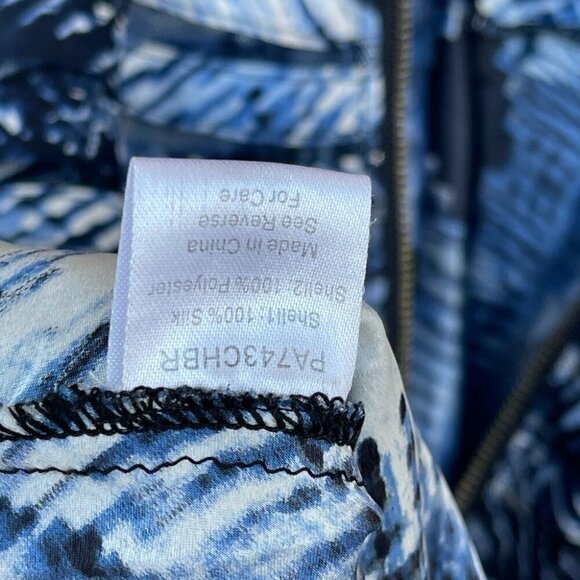 PA743CHBR
Shell1: 100% Silk
Shell2: 100% Polyester
Made in China
See Reverse
For Care